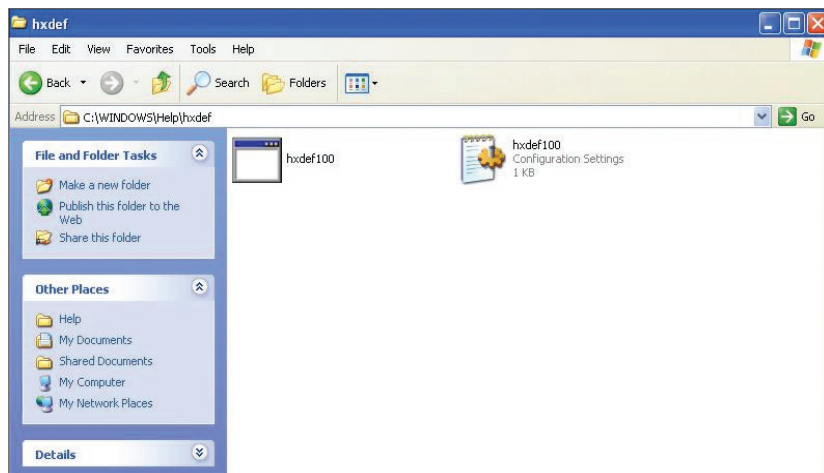 hxdef
File Edit View Favorites Tools Help
Back Search Folders
Address C:\WINDOWS\Help\hxdef Go
File and Folder Tasks
Make a new folder
Publish this folder to the
Web
Share this folder
Other Places
Help
My Documents
Shared Documents
My Computer
My Network Places
Details
hxdef100
hxdef100
Configuration Settings
1 KB